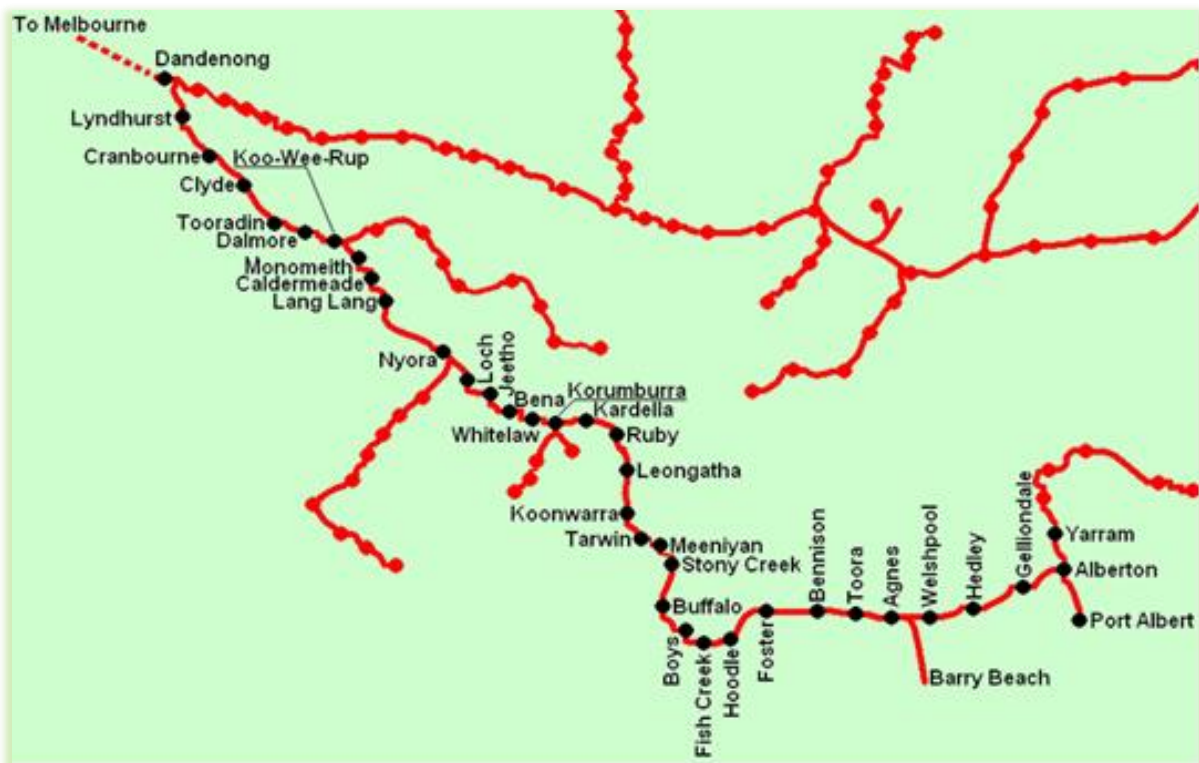 To Melbourne
Dandenong
Lyndhurst
Cranbourne
Koo-Wee-Rup
Clyde
Tooradin
Dalmore
Monomeith
Caldermeade
Lang Lang
Nyora
Loch
Jeetho
Bena
Korumburra
Whitelaw
Kardella
Ruby
Leongatha
Koonwarra
Tarwin
Meeniyan
Stony Creek
Buffalo
Boys
Fish Creek
Hoodle
Foster
Bennison
Toora
Agnes
Welshpool
Barry Beach
Hedley
Gelliondale
Yarram
Alberton
Port Albert